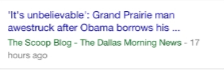 'It's unbelievable': Grand Prairie man
awestruck after Obama borrows his ...
The Scoop Blog - The Dallas Morning News - 17
hours ago